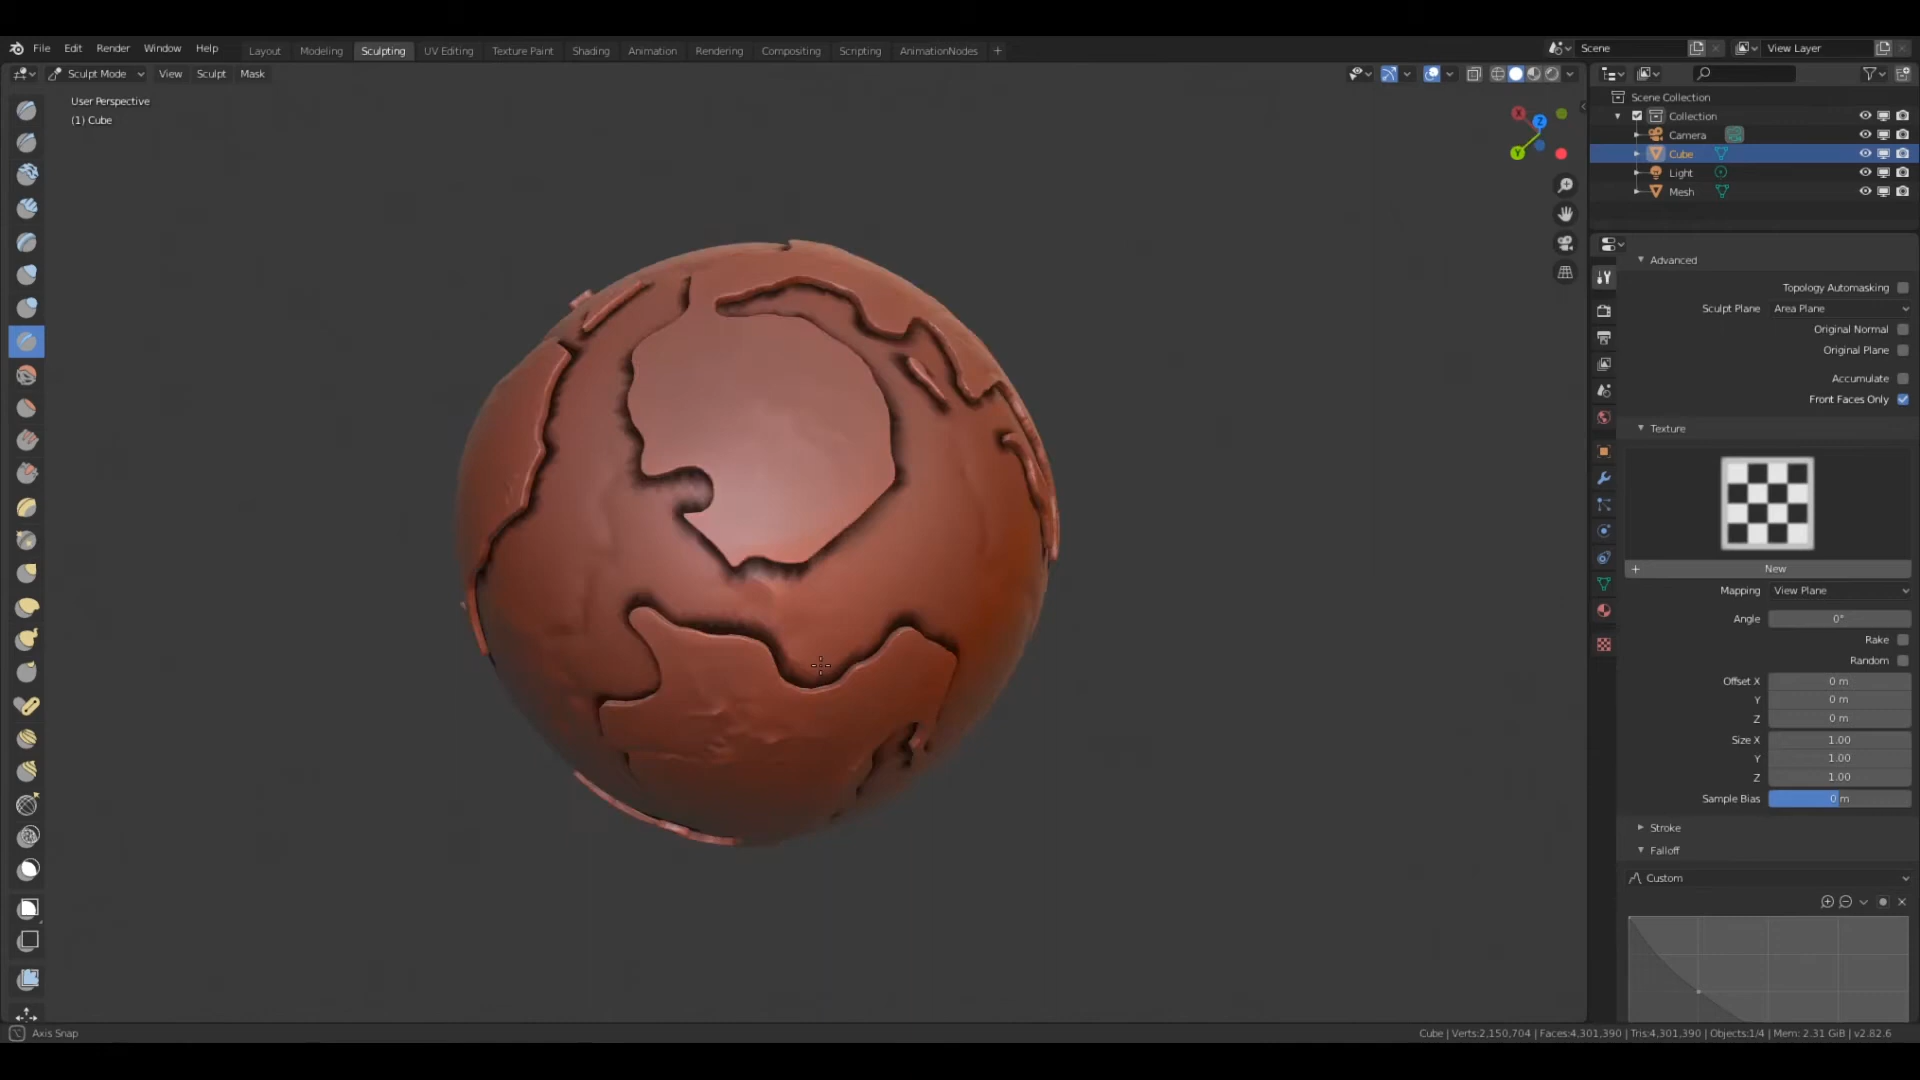 File Edit Render Window Help Layout Modeling Sculpting UV Editing Texture Paint Shading Animation Rendering Compositing Scripting AnimationNodes + Scene View Layer
Sculpt Mode View Sculpt Mask
User Perspective
(1) Cube
X Z Y
Scene Collection
Collection
Camera
Cube
Light
Mesh
Advanced
Topology Automasking
Sculpt Plane Area Plane
Original Normal
Original Plane
Accumulate
Front Faces Only
Texture
+ New
Mapping View Plane
Angle 0°
Rake
Random
Offset X 0 m
Y 0 m
Z 0 m
Size X 1.00
Y 1.00
Z 1.00
Sample Bias 0 m
Stroke
Falloff
Custom
Axis Snap
Cube | Verts:2,150,704 | Faces:4,301,390 | Tris:4,301,390 | Objects:1/4 | Mem: 2.31 GiB | v2.82.6